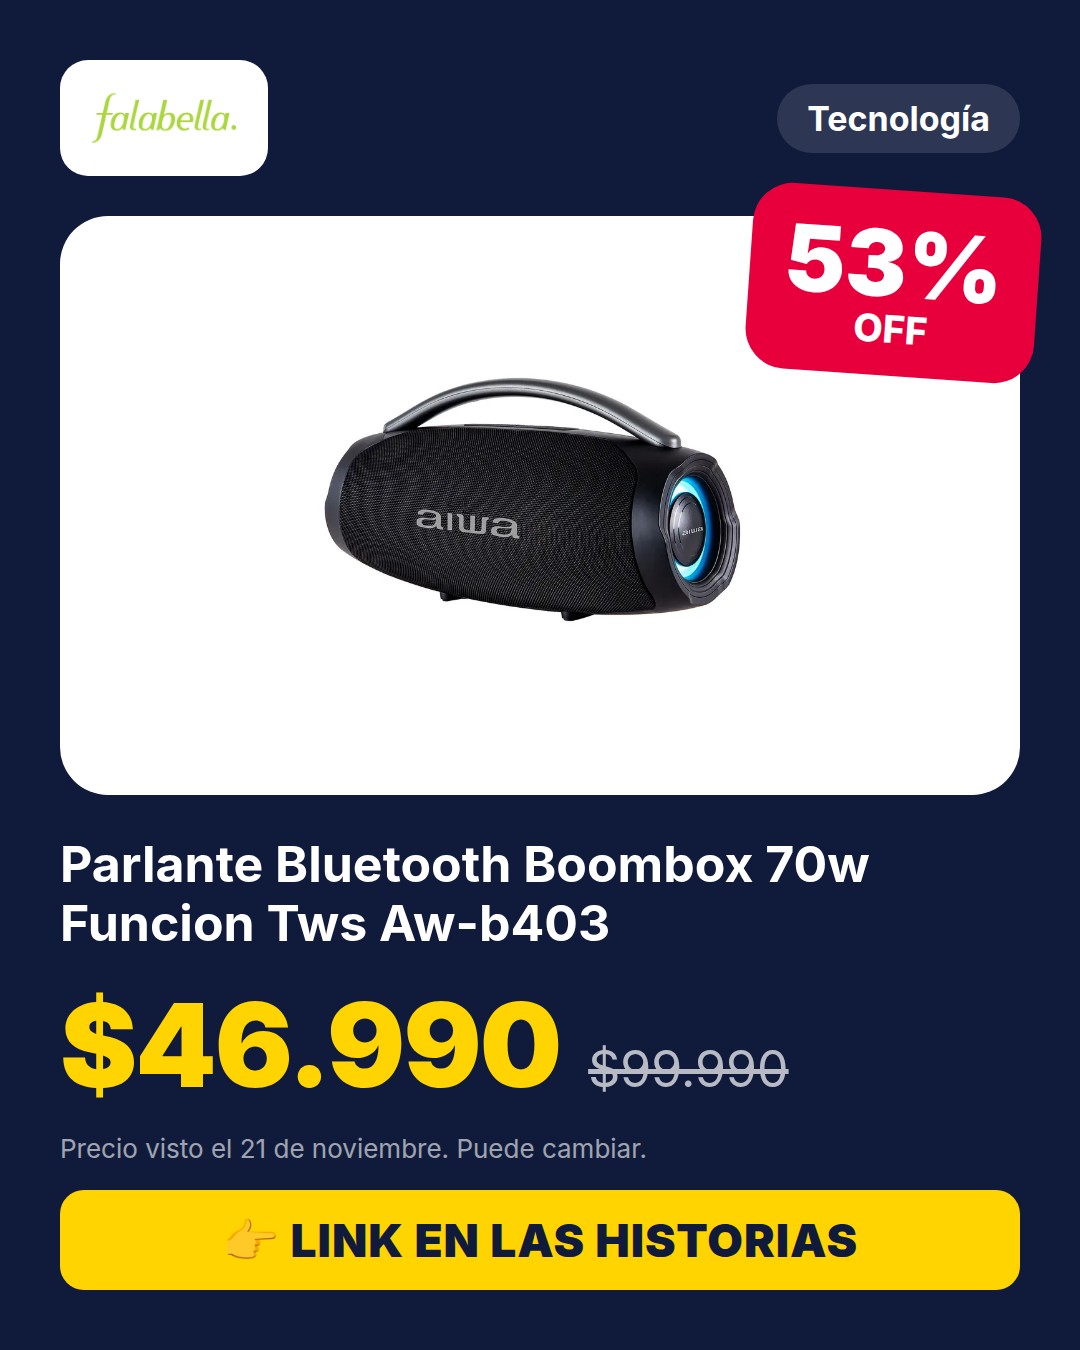 falabella.
Tecnología
53%
OFF
aiwa
aiwa
Parlante Bluetooth Boombox 70w
Funcion Tws Aw-b403
$46.990 $99.990
Precio visto el 21 de noviembre. Puede cambiar.
👉 LINK EN LAS HISTORIAS